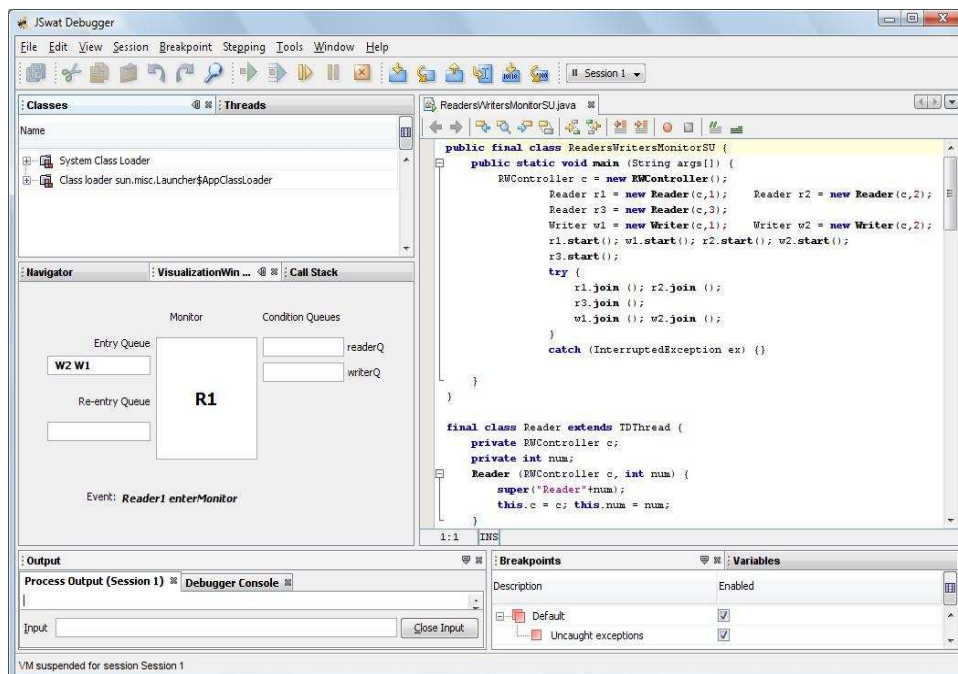 JSwat Debugger
File Edit View Session Breakpoint Stepping Tools Window Help
Session 1
Classes
Threads
Name
System Class Loader
Class loader sun.misc.Launcher$AppClassLoader
Navigator
VisualizationWin ...
Call Stack
Monitor
Condition Queues
Entry Queue
readerQ
W2 W1
writerQ
Re-entry Queue
R1
Event: Reader1 enterMonitor
ReadersWritersMonitorSU.java
public final class ReadersWritersMonitorSU {
public static void main (String args[]) {
RWController c = new RWController();
Reader r1 = new Reader(c,1); Reader r2 = new Reader(c,2);
Reader r3 = new Reader(c,3);
Writer w1 = new Writer(c,1); Writer w2 = new Writer(c,2);
r1.start(); w1.start(); r2.start(); w2.start();
r3.start();
try {
r1.join (); r2.join ();
r3.join ();
w1.join (); w2.join ();
}
catch (InterruptedException ex) {}
}
}
final class Reader extends TDThread {
private RWController c;
private int num;
Reader (RWController c, int num) {
super("Reader"+num);
this.c = c; this.num = num;
}
1:1 INS
Output
Process Output (Session 1)
Debugger Console
Input
Close Input
Breakpoints
Variables
Description
Enabled
Default
Uncaught exceptions
VM suspended for session Session 1